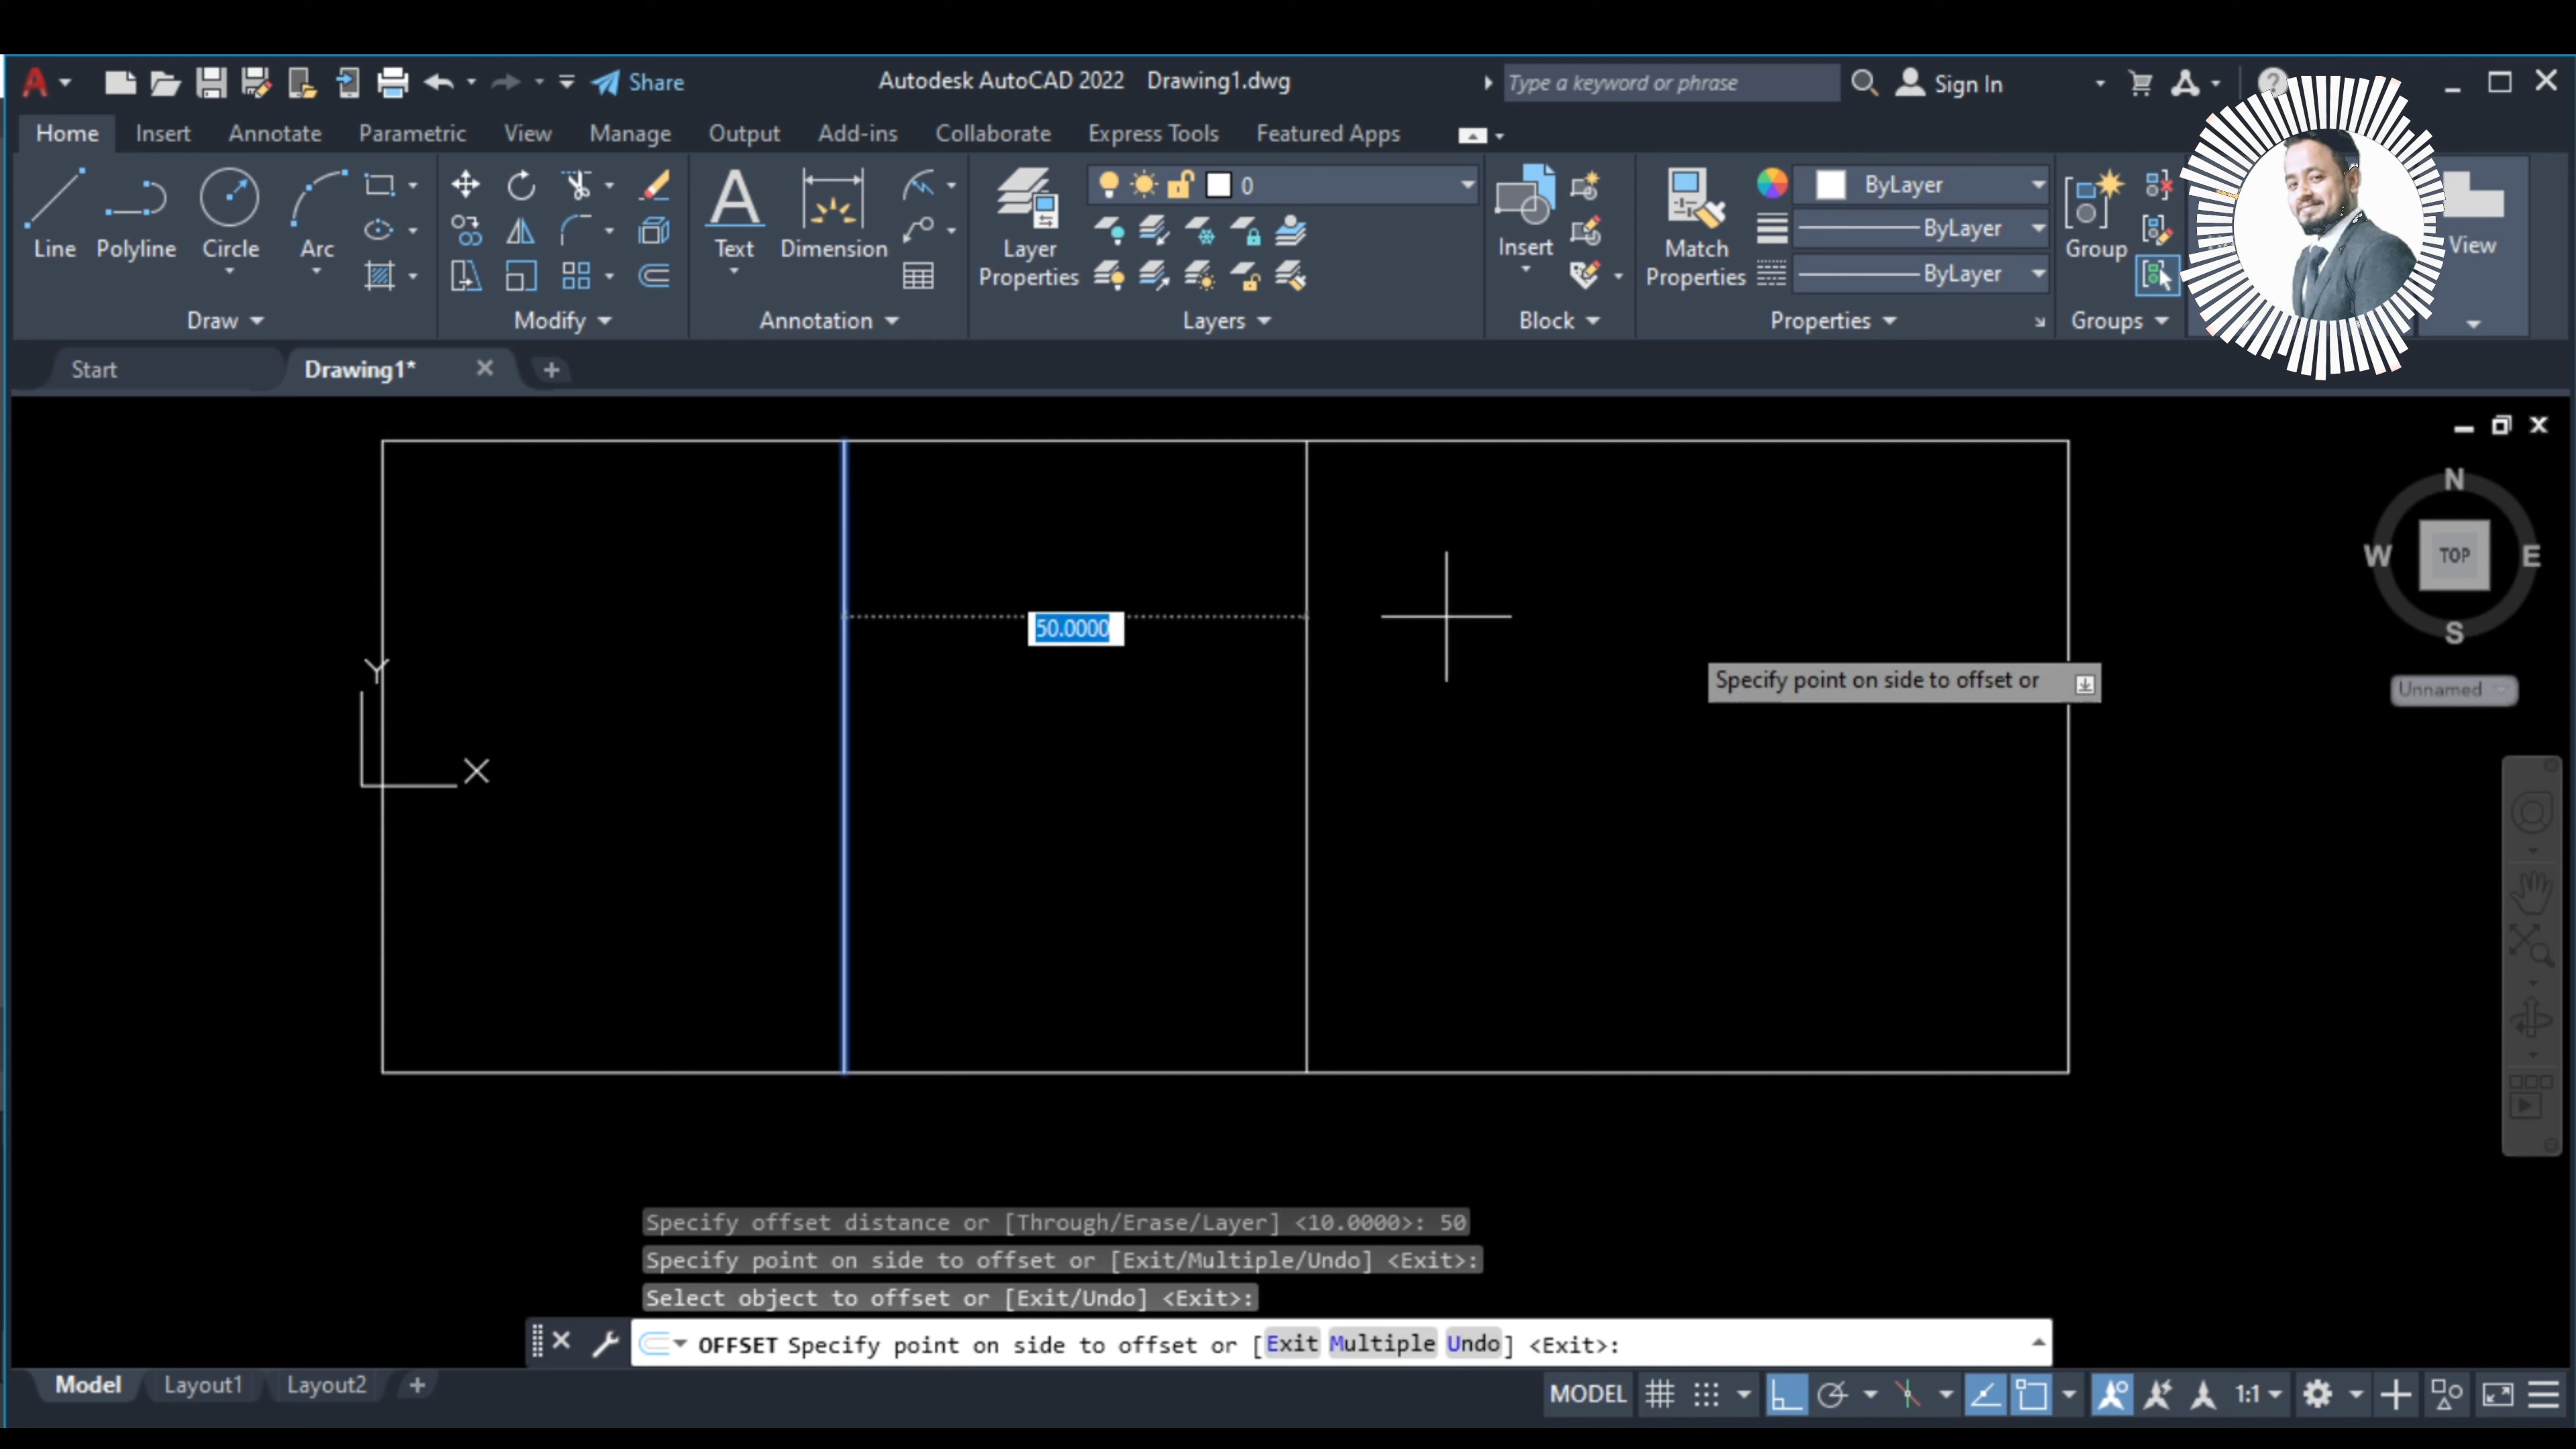 A Share Autodesk AutoCAD 2022 Drawing1.dwg Type a keyword or phrase Sign In ?
Home Insert Annotate Parametric View Manage Output Add-ins Collaborate Express Tools Featured Apps
Line Polyline Circle Arc
A Text Dimension
Layer Properties
0
Insert
Match Properties
ByLayer
ByLayer
ByLayer
Group
View
Draw Modify Annotation Layers Block Properties Groups
Start Drawing1* +
N
W TOP E
S
Unnamed
50.0000
Specify point on side to offset or
Y
X
Specify offset distance or [Through/Erase/Layer] <10.0000>: 50
Specify point on side to offset or [Exit/Multiple/Undo] <Exit>:
Select object to offset or [Exit/Undo] <Exit>:
OFFSET Specify point on side to offset or [Exit Multiple Undo] <Exit>:
Model Layout1 Layout2 + MODEL 1:1